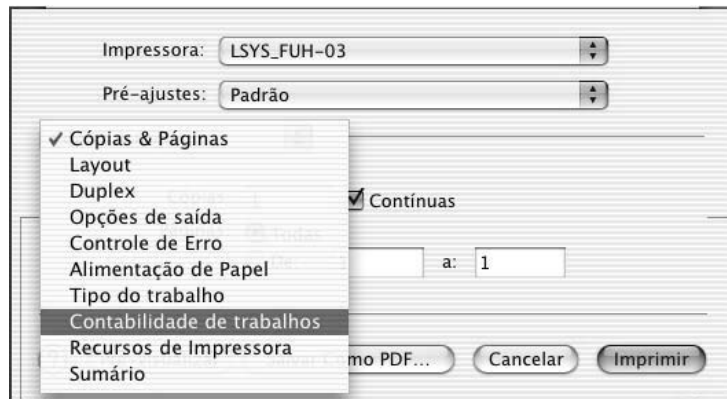 Impressora: LSYS_FUH-03
Pré-ajustes: Padrão
✓ Cópias & Páginas
Layout
Duplex
Contínuas
Opções de saída
Controle de Erro
Alimentação de Papel
a: 1
Tipo do trabalho
Contabilidade de trabalhos
Recursos de Impressora
mo PDF... Cancelar Imprimir
Sumário